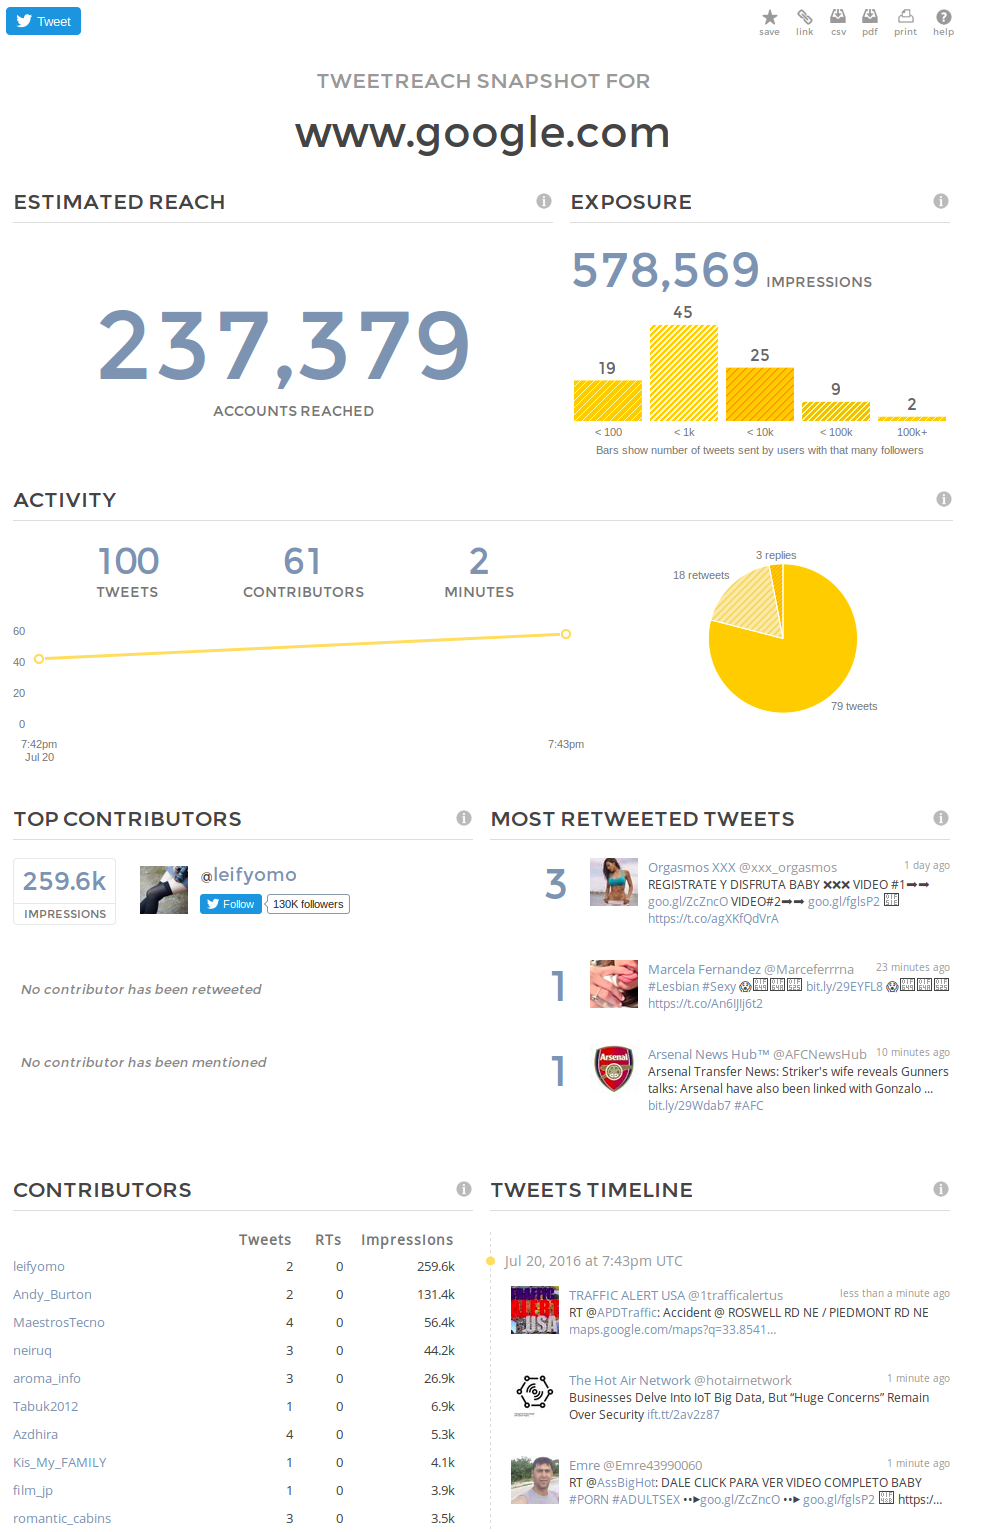 Tweet
save link csv pdf print help
TWEETREACH SNAPSHOT FOR
www.google.com
ESTIMATED REACH
237,379
ACCOUNTS REACHED
EXPOSURE
578,569 IMPRESSIONS
19 45 25 9 2
< 100 < 1k < 10k < 100k 100k+
Bars show number of tweets sent by users with that many followers
ACTIVITY
100 61 2
TWEETS CONTRIBUTORS MINUTES
60
40
20
0
7:42pm 7:43pm
Jul 20
3 replies
18 retweets
79 tweets
TOP CONTRIBUTORS
259.6k
IMPRESSIONS
@leifyomo
Follow 130K followers
No contributor has been retweeted
No contributor has been mentioned
MOST RETWEETED TWEETS
3
Orgasmos XXX @xxx_orgasmos 1 day ago
REGISTRATE Y DISFRUTA BABY ❌❌❌ VIDEO #1➡➡
goo.gl/ZcZncO VIDEO#2➡➡ goo.gl/fglsP2
https://t.co/agXKfQdVrA
1
Marcela Fernandez @Marceferrrna 23 minutes ago
#Lesbian #Sexy 😱 bit.ly/29EYFL8 😱
https://t.co/An6IJIj6t2
1
Arsenal
Arsenal News Hub™ @AFCNewsHub 10 minutes ago
Arsenal Transfer News: Striker's wife reveals Gunners
talks: Arsenal have also been linked with Gonzalo ...
bit.ly/29Wdab7 #AFC
CONTRIBUTORS
Tweets RTs Impressions
leifyomo 2 0 259.6k
Andy_Burton 2 0 131.4k
MaestrosTecno 4 0 56.4k
neiruq 3 0 44.2k
aroma_info 3 0 26.9k
Tabuk2012 1 0 6.9k
Azdhira 4 0 5.3k
Kis_My_FAMILY 1 0 4.1k
film_jp 1 0 3.9k
romantic_cabins 3 0 3.5k
TWEETS TIMELINE
Jul 20, 2016 at 7:43pm UTC
TRAFFIC
ALERT
USA
TRAFFIC ALERT USA @1trafficalertus less than a minute ago
RT @APDTraffic: Accident @ ROSWELL RD NE / PIEDMONT RD NE
maps.google.com/maps?q=33.8541...
The Hot Air Network @hotairnetwork 1 minute ago
Businesses Delve Into IoT Big Data, But “Huge Concerns” Remain
Over Security ift.tt/2av2z87
Emre @Emre43990060 1 minute ago
RT @AssBigHot: DALE CLICK PARA VER VIDEO COMPLETO BABY
#PORN #ADULTSEX ••►goo.gl/ZcZncO ••► goo.gl/fglsP2 https:/...